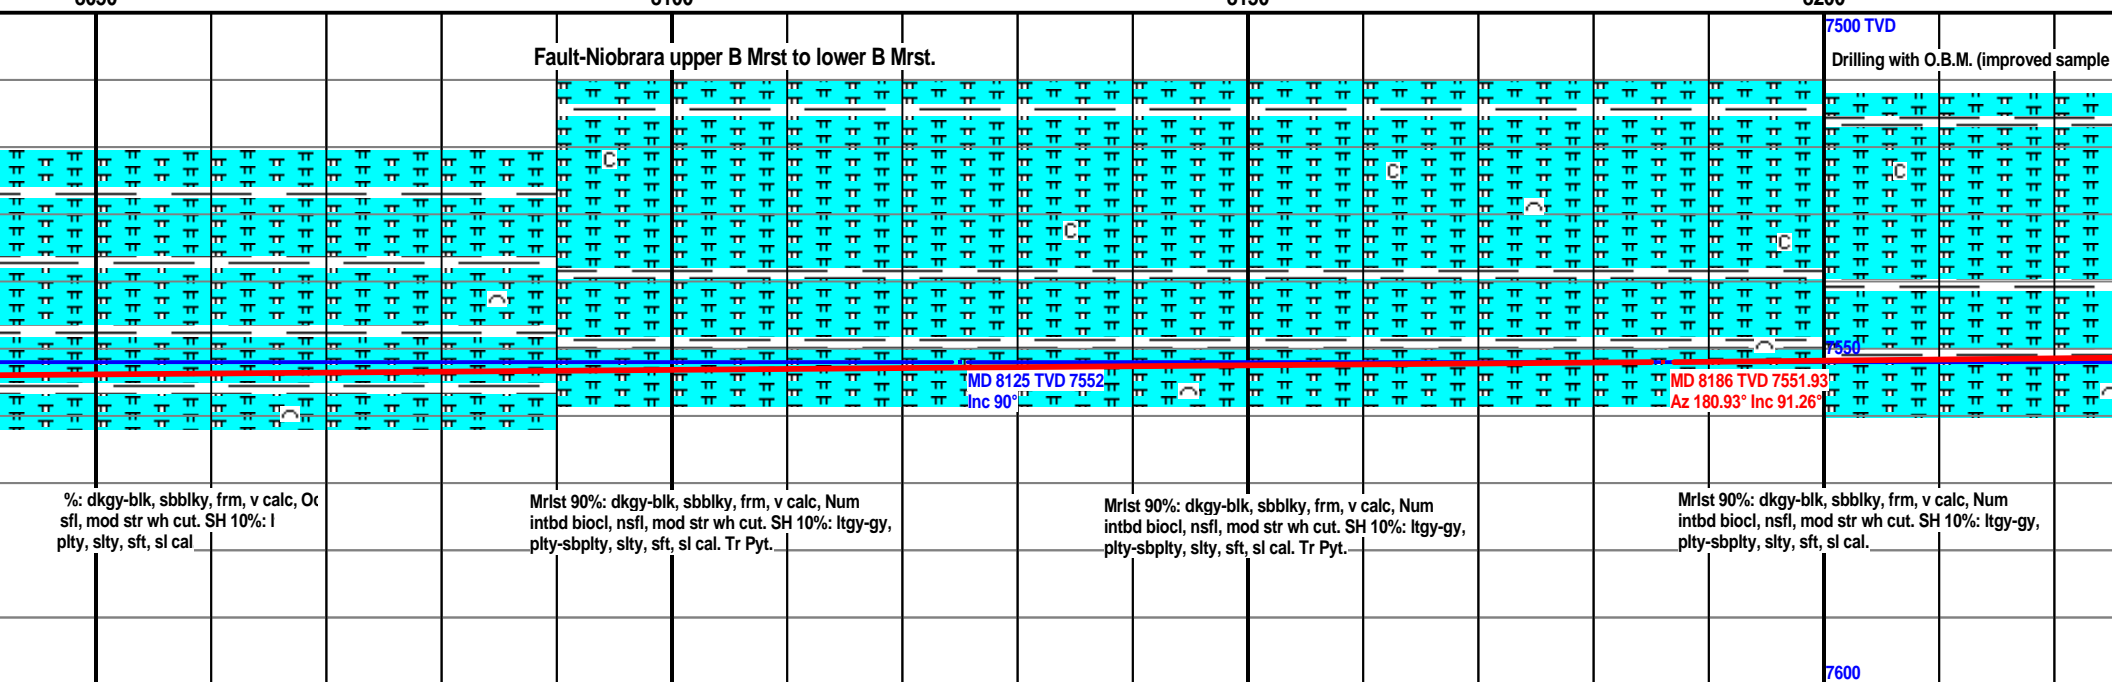 7500 TVD
Fault-Niobrara upper B Mrst to lower B Mrst.
Drilling with O.B.M. (improved sample
C
C
C
C
C
7550
MD 8125 TVD 7552
Inc 90°
MD 8186 TVD 7551.93
Az 180.93° Inc 91.26°
%: dkgy-blk, sbblky, frm, v calc,
sfl, mod str wh cut. SH 10%:
plty, slty, sft, sl cal
Mrlst 90%: dkgy-blk, sbblky, frm, v calc, Num
intbd biocl, nsfl, mod str wh cut. SH 10%: ltgy-gy,
plty-sbplty, slty, sft, sl cal. Tr Pyt.
Mrlst 90%: dkgy-blk, sbblky, frm, v calc, Num
intbd biocl, nsfl, mod str wh cut. SH 10%: ltgy-gy,
plty-sbplty, slty, sft, sl cal. Tr Pyt.
Mrlst 90%: dkgy-blk, sbblky, frm, v calc, Num
intbd biocl, nsfl, mod str wh cut. SH 10%: ltgy-gy,
plty-sbplty, slty, sft, sl cal.
7600